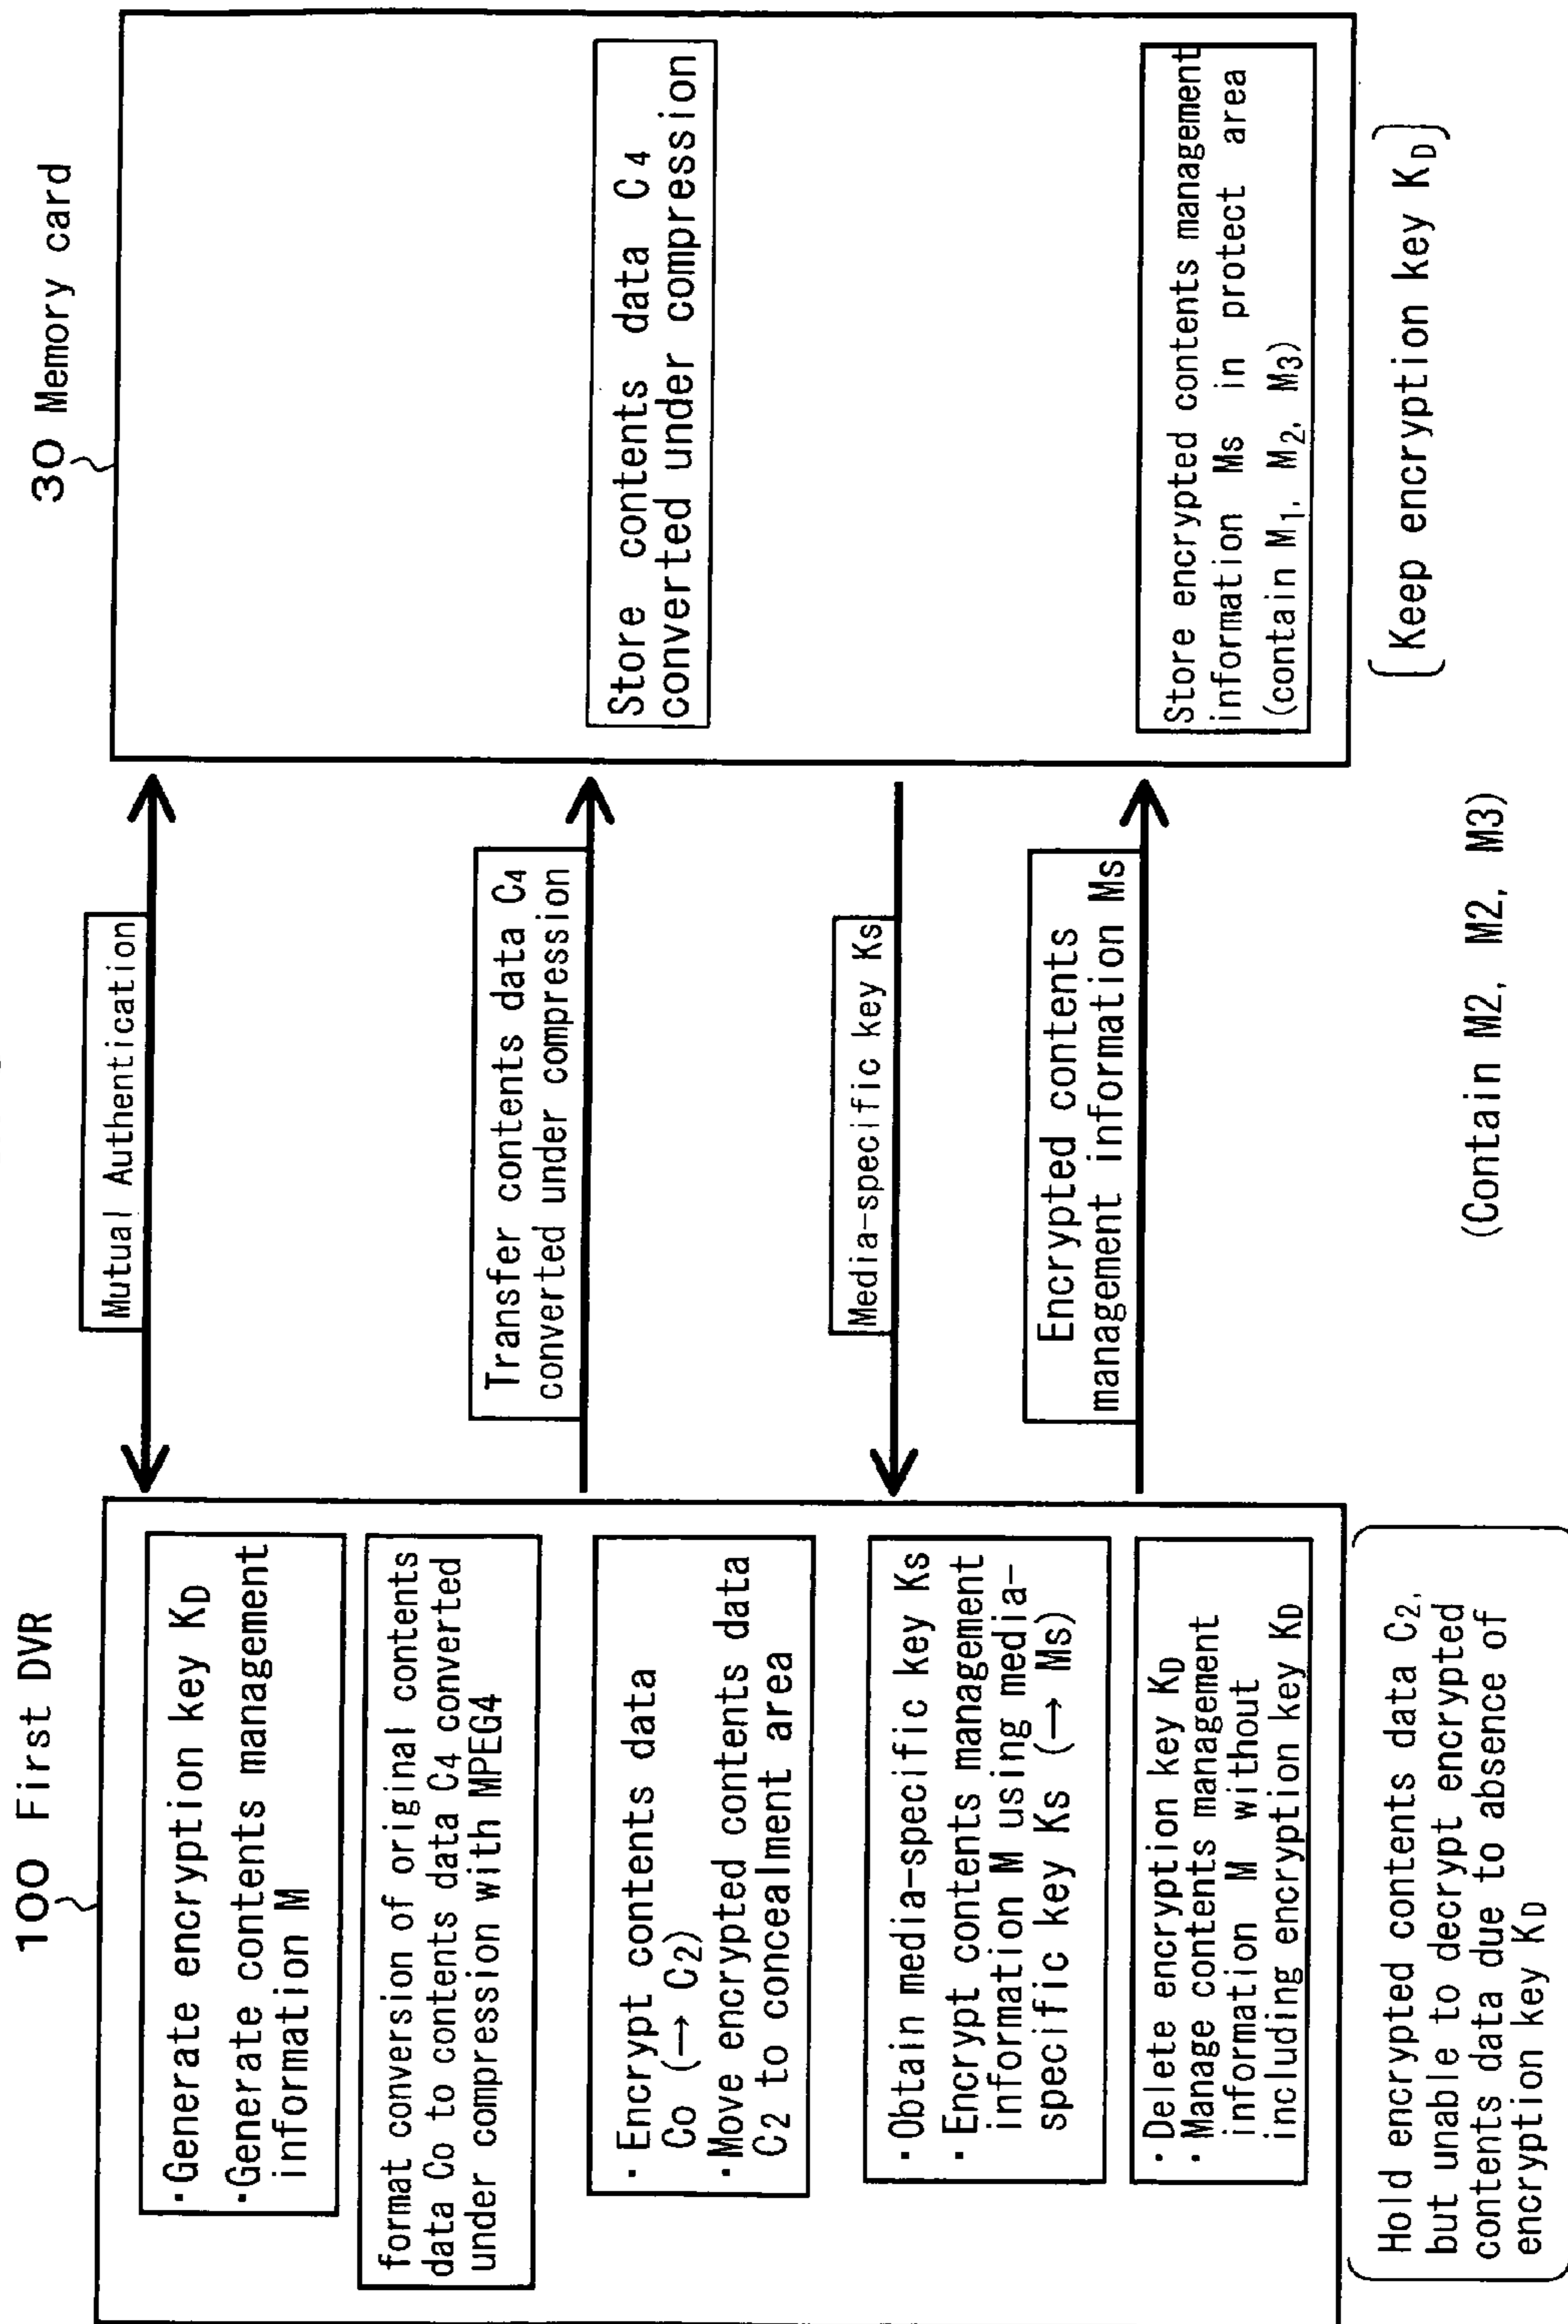 100 First DVR
·Generate encryption key KD
·Generate contents management
information M
format conversion of original contents
data Co to contents data C4 converted
under compression with MPEG4
·Encrypt contents data
Co (→ C2)
·Move encrypted contents data
C2 to concealment area
·Obtain media-specific key Ks
·Encrypt contents management
information M using media-
specific key Ks (→ Ms)
·Delete encryption key KD
·Manage contents management
information M without
including encryption key KD
Hold encrypted contents data C2,
but unable to decrypt encrypted
contents data due to absence of
encryption key KD
Mutual Authentication
Transfer contents data C4
converted under compression
Media-specific key Ks
Encrypted contents
management information Ms
(Contain M2, M2, M3)
30 Memory card
Store contents data C4
converted under compression
Store encrypted contents management
information Ms in protect area
(contain M1, M2, M3)
[Keep encryption key KD]